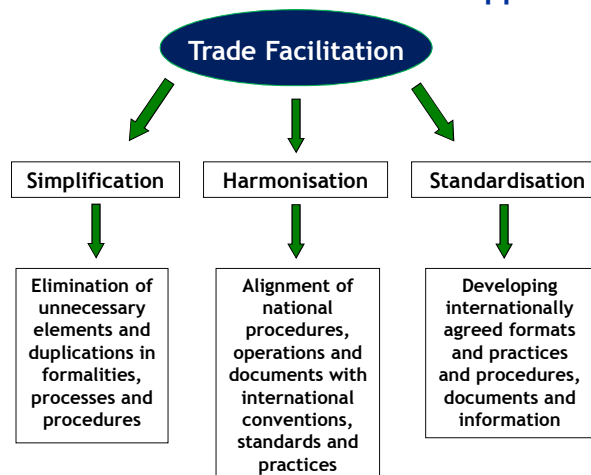 Trade Facilitation
Simplification
Harmonisation
Standardisation
Elimination of
unnecessary
elements and
duplications in
formalities,
processes and
procedures
Alignment of
national
procedures,
operations and
documents with
international
conventions,
standards and
practices
Developing
internationally
agreed formats
and practices
and procedures,
documents and
information